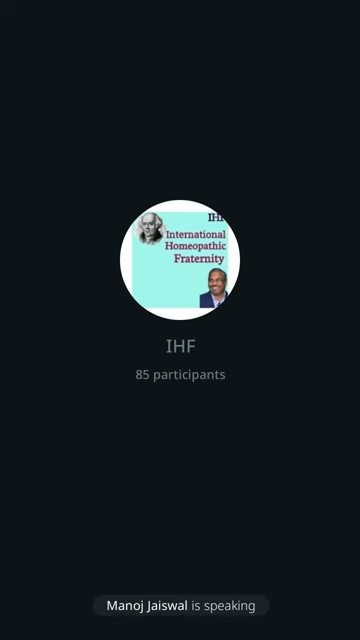 IHF
International
Homeopathic
Fraternity
IHF
85 participants
Manoj Jaiswal is speaking